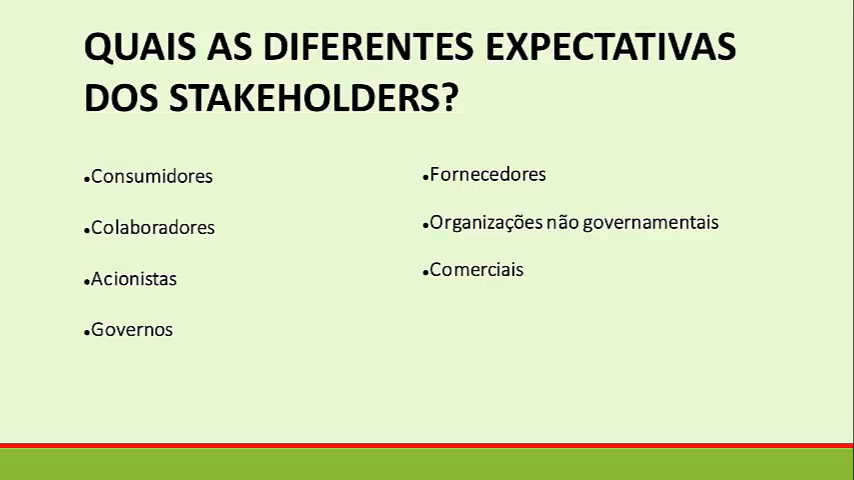 QUAIS AS DIFERENTES EXPECTATIVAS
DOS STAKEHOLDERS?
•Consumidores
•Colaboradores
•Acionistas
•Governos
•Fornecedores
•Organizações não governamentais
•Comerciais